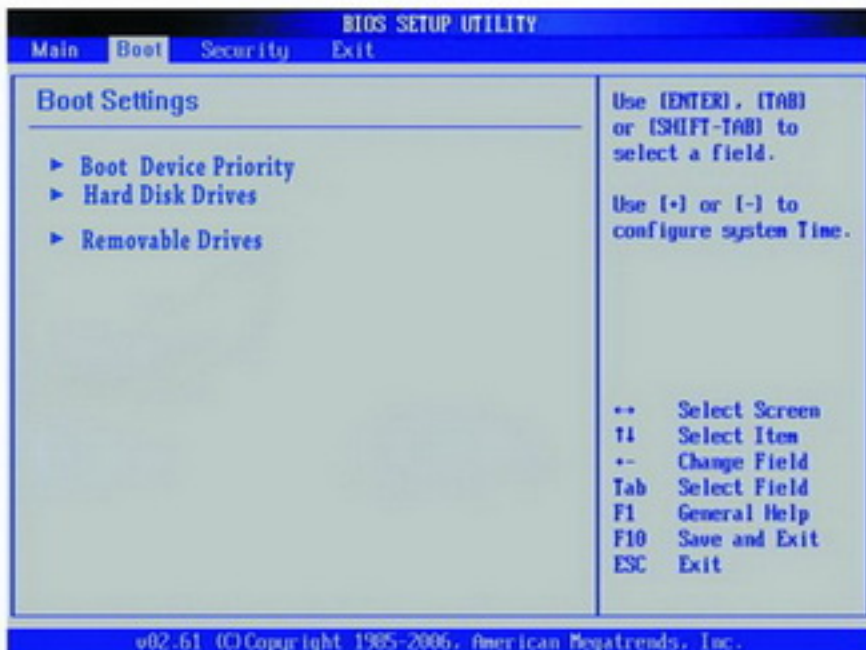 BIOS SETUP UTILITY
Main Boot Security Exit
Boot Settings
► Boot Device Priority
► Hard Disk Drives
► Removable Drives
Use [ENTER], [TAB]
or [SHIFT-TAB] to
select a field.
Use [+] or [-] to
configure system Time.
↔ Select Screen
↑↓ Select Item
+- Change Field
Tab Select Field
F1 General Help
F10 Save and Exit
ESC Exit
v02.61 (C)Copyright 1985-2006, American Megatrends, Inc.